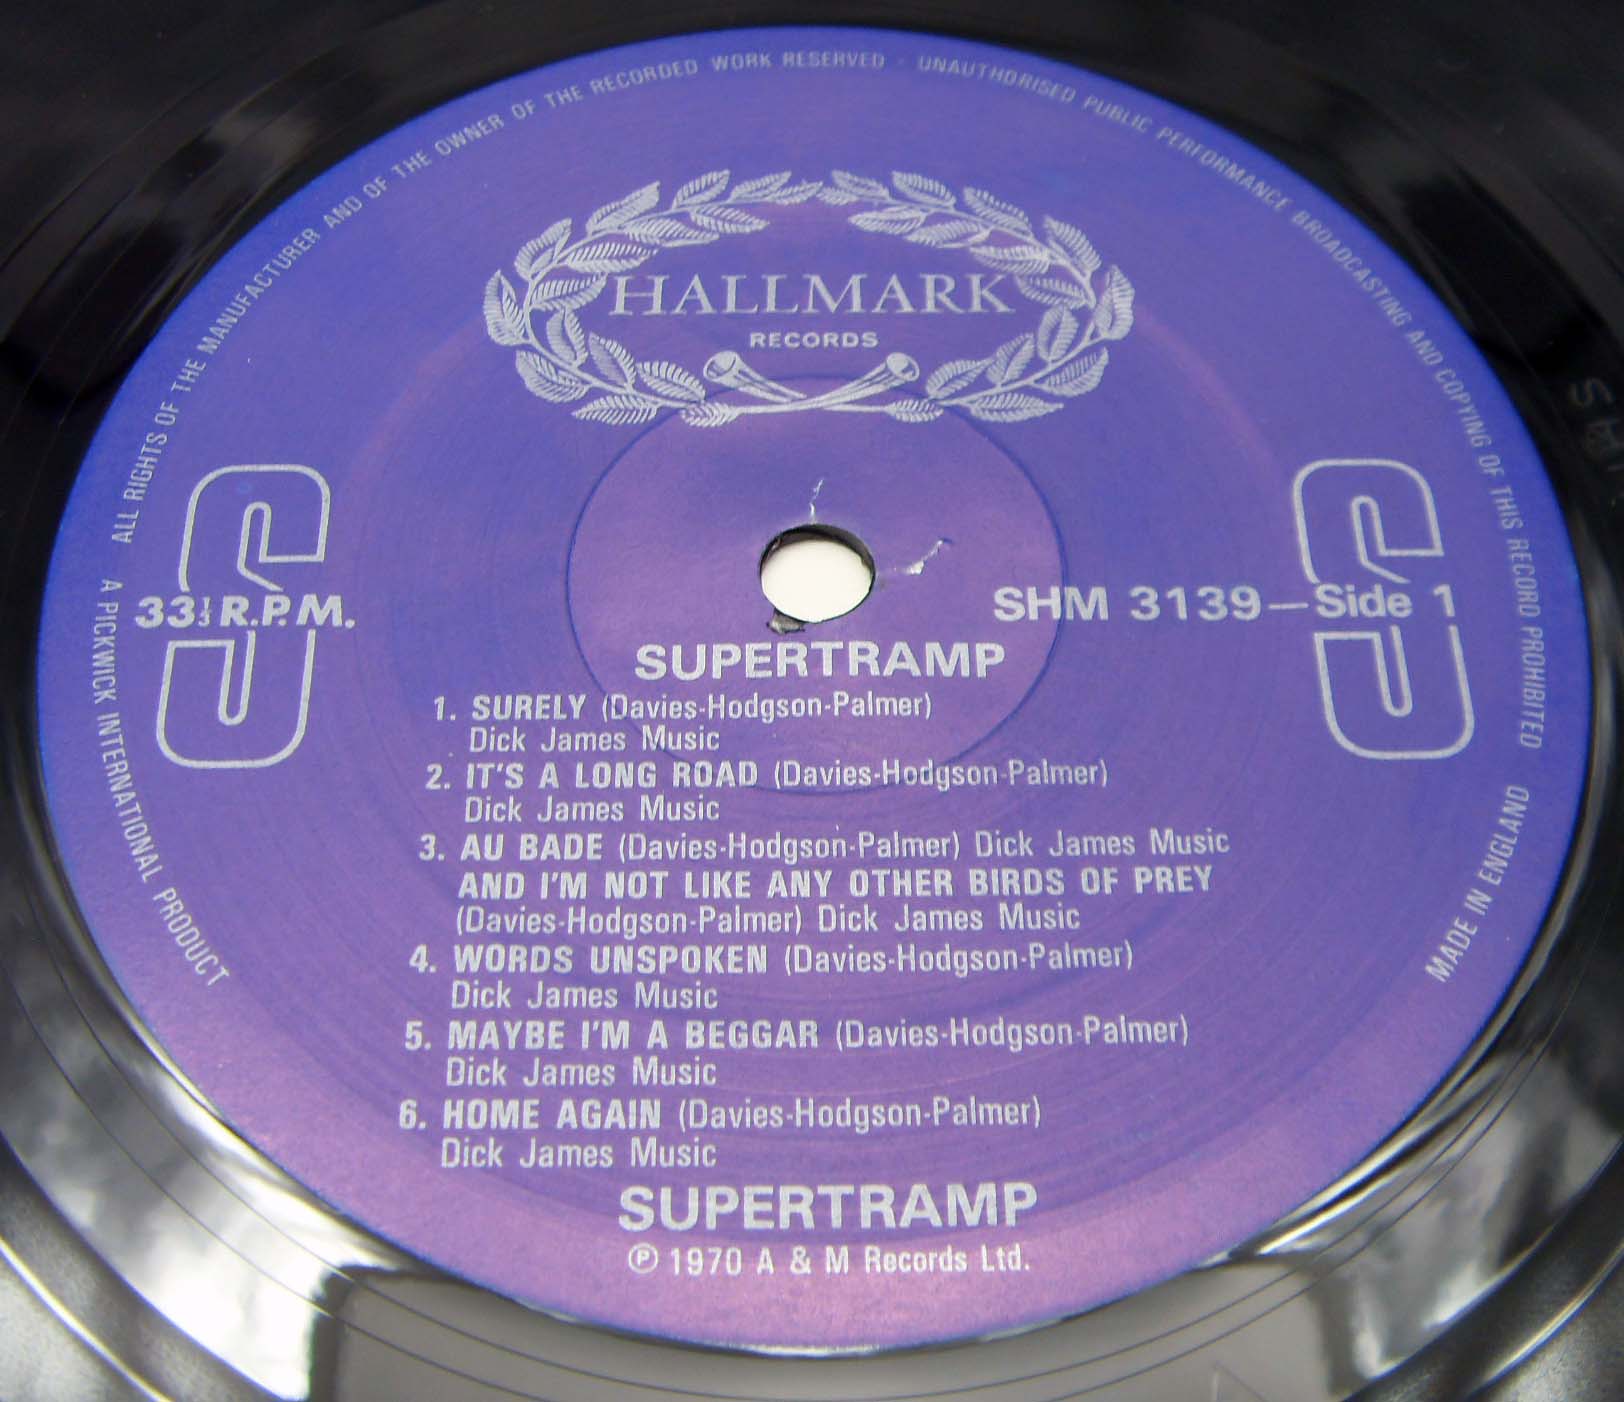 ALL RIGHTS OF THE MANUFACTURER AND OF THE OWNER OF THE RECORDED WORK RESERVED · UNAUTHORISED PUBLIC PERFORMANCE BROADCASTING AND COPYING OF THIS RECORD PROHIBITED
HALLMARK
RECORDS
33⅓ R.P.M.
SHM 3139—Side 1
SUPERTRAMP
1. SURELY (Davies-Hodgson-Palmer)
Dick James Music
2. IT'S A LONG ROAD (Davies-Hodgson-Palmer)
Dick James Music
3. AU BADE (Davies-Hodgson-Palmer) Dick James Music
AND I'M NOT LIKE ANY OTHER BIRDS OF PREY
(Davies-Hodgson-Palmer) Dick James Music
4. WORDS UNSPOKEN (Davies-Hodgson-Palmer)
Dick James Music
5. MAYBE I'M A BEGGAR (Davies-Hodgson-Palmer)
Dick James Music
6. HOME AGAIN (Davies-Hodgson-Palmer)
Dick James Music
SUPERTRAMP
℗ 1970 A & M Records Ltd.
A PICKWICK INTERNATIONAL PRODUCT
MADE IN ENGLAND